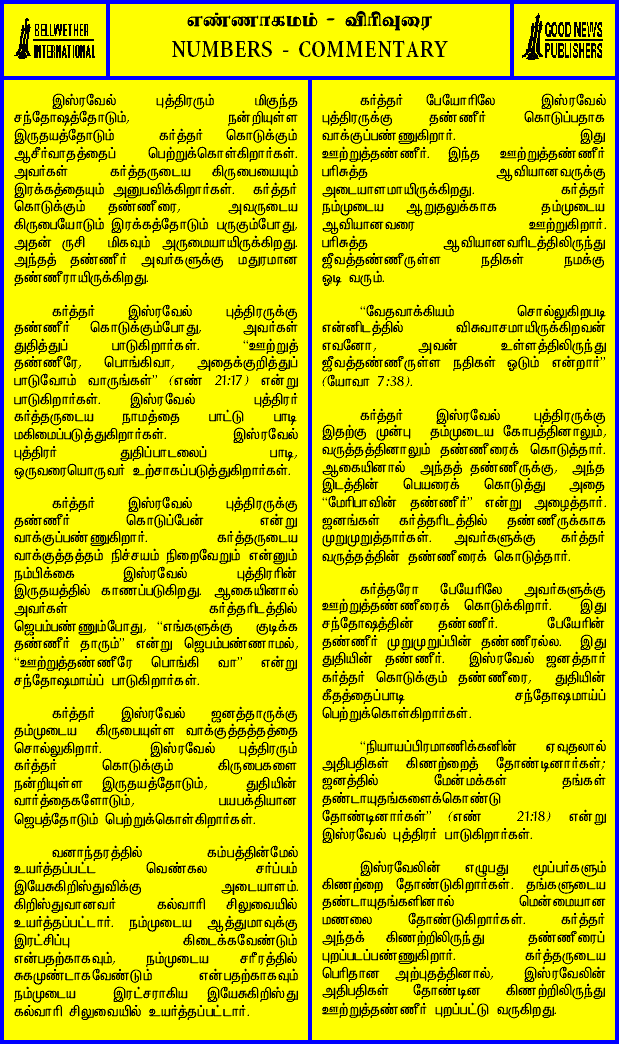 BELLWETHER
INTERNATIONAL
எண்ணாகமம் - விரிவுரை
NUMBERS - COMMENTARY
GOOD NEWS
PUBLISHERS
இஸ்ரவேல் புத்திரரும் மிகுந்த
சந்தோஷத்தோடும், நன்றியுள்ள
இருதயத்தோடும் கர்த்தர் கொடுக்கும்
ஆசீர்வாதத்தைப் பெற்றுக்கொள்கிறார்கள்.
அவர்கள் கர்த்தருடைய கிருபையையும்
இரக்கத்தையும் அனுபவிக்கிறார்கள். கர்த்தர்
கொடுக்கும் தண்ணீரை, அவருடைய
கிருபையோடும் இரக்கத்தோடும் பருகும்போது,
அதன் ருசி மிகவும் அருமையாயிருக்கிறது.
அந்தத் தண்ணீர் அவர்களுக்கு மதுரமான
தண்ணீராயிருக்கிறது.
கர்த்தர் இஸ்ரவேல் புத்திரருக்கு
தண்ணீர் கொடுக்கும்போது, அவர்கள்
துதித்துப் பாடுகிறார்கள். “ஊற்றுத்
தண்ணீரே, பொங்கிவா, அதைக்குறித்துப்
பாடுவோம் வாருங்கள்” (எண் 21:17) என்று
பாடுகிறார்கள். இஸ்ரவேல் புத்திரர்
கர்த்தருடைய நாமத்தை பாட்டு பாடி
மகிமைப்படுத்துகிறார்கள். இஸ்ரவேல்
புத்திரர் துதிப்பாடலைப் பாடி,
ஒருவரையொருவர் உற்சாகப்படுத்துகிறார்கள்.
கர்த்தர் இஸ்ரவேல் புத்திரருக்கு
தண்ணீர் கொடுப்பேன் என்று
வாக்குப்பண்ணுகிறார். கர்த்தருடைய
வாக்குத்தத்தம் நிச்சயம் நிறைவேறும் என்னும்
நம்பிக்கை இஸ்ரவேல் புத்திரரின்
இருதயத்தில் காணப்படுகிறது. ஆகையினால்
அவர்கள் கர்த்தரிடத்தில்
ஜெபம்பண்ணும்போது, “எங்களுக்கு குடிக்க
தண்ணீர் தாரும்” என்று ஜெபம்பண்ணாமல்,
“ஊற்றுத்தண்ணீரே பொங்கி வா” என்று
சந்தோஷமாய்ப் பாடுகிறார்கள்.
கர்த்தர் இஸ்ரவேல் ஜனத்தாருக்கு
தம்முடைய கிருபையுள்ள வாக்குத்தத்தத்தை
சொல்லுகிறார். இஸ்ரவேல் புத்திரரும்
கர்த்தர் கொடுக்கும் கிருபைகளை
நன்றியுள்ள இருதயத்தோடும், துதியின்
வார்த்தைகளோடும், பயபக்தியான
ஜெபத்தோடும் பெற்றுக்கொள்கிறார்கள்.
வனாந்தரத்தில் கம்பத்தின்மேல்
உயர்த்தப்பட்ட வெண்கல சர்ப்பம்
இயேசுகிறிஸ்துவிக்கு அடையாளம்.
கிறிஸ்துவானவர் கல்வாரி சிலுவையில்
உயர்த்தப்பட்டார். நம்முடைய ஆத்துமாவுக்கு
இரட்சிப்பு கிடைக்கவேண்டும்
என்பதற்காகவும், நம்முடைய சரீரத்தில்
சுகமுண்டாகவேண்டும் என்பதற்காகவும்
நம்முடைய இரட்சராகிய இயேசுகிறிஸ்து
கல்வாரி சிலுவையில் உயர்த்தப்பட்டார்.
கர்த்தர் பேயேரிலே இஸ்ரவேல்
புத்திரருக்கு தண்ணீர் கொடுப்பதாக
வாக்குப்பண்ணுகிறார். இது
ஊற்றுத்தண்ணீர். இந்த ஊற்றுத்தண்ணீர்
பரிசுத்த ஆவியானவருக்கு
அடையாளமாயிருக்கிறது. கர்த்தர்
நம்முடைய ஆறுதலுக்காக தம்முடைய
ஆவியானவரை ஊற்றுகிறார்.
பரிசுத்த ஆவியானவரிடத்திலிருந்து
ஜீவத்தண்ணீருள்ள நதிகள் நமக்கு
ஓடி வரும்.
“வேதவாக்கியம் சொல்லுகிறபடி
என்னிடத்தில் விசுவாசமாயிருக்கிறவன்
எவனோ, அவன் உள்ளத்திலிருந்து
ஜீவத்தண்ணீருள்ள நதிகள் ஓடும் என்றார்”
(யோவா 7:38).
கர்த்தர் இஸ்ரவேல் புத்திரருக்கு
இதற்கு முன்பு தம்முடைய கோபத்தினாலும்,
வருத்தத்தினாலும் தண்ணீரைக் கொடுத்தார்.
ஆகையினால் அந்தத் தண்ணீருக்கு, அந்த
இடத்தின் பெயரைக் கொடுத்து அதை
“மேரிபாவின் தண்ணீர்” என்று அழைத்தார்.
ஜனங்கள் கர்த்தரிடத்தில் தண்ணீருக்காக
முறுமுறுத்தார்கள். அவர்களுக்கு கர்த்தர்
வருத்தத்தின் தண்ணீரைக் கொடுத்தார்.
கர்த்தரோ பேயேரிலே அவர்களுக்கு
ஊற்றுத்தண்ணீரைக் கொடுக்கிறார். இது
சந்தோஷத்தின் தண்ணீர். பேயேரின்
தண்ணீர் முறுமுறுப்பின் தண்ணீரல்ல. இது
துதியின் தண்ணீர். இஸ்ரவேல் ஜனத்தார்
கர்த்தர் கொடுக்கும் தண்ணீரை, துதியின்
கீதத்தைப்பாடி சந்தோஷமாய்ப்
பெற்றுக்கொள்கிறார்கள்.
“நியாயப்பிரமாணிக்கனின் ஏவுதலால்
அதிபதிகள் கிணற்றைத் தோண்டினார்கள்;
ஜனத்தில் மேன்மக்கள் தங்கள்
தண்டாயுதங்களைக்கொண்டு
தோண்டினார்கள்” (எண் 21:18) என்று
இஸ்ரவேல் புத்திரர் பாடுகிறார்கள்.
இஸ்ரவேலின் எழுபது மூப்பர்களும்
கிணற்றை தோண்டுகிறார்கள். தங்களுடைய
தண்டாயுதங்களினால் மென்மையான
மணலை தோண்டுகிறார்கள். கர்த்தர்
அந்தக் கிணற்றிலிருந்து தண்ணீரைப்
புறப்படப்பண்ணுகிறார். கர்த்தருடைய
பெரிதான அற்புதத்தினால், இஸ்ரவேலின்
அதிபதிகள் தோண்டின கிணற்றிலிருந்து
ஊற்றுத்தண்ணீர் புறப்பட்டு வருகிறது.